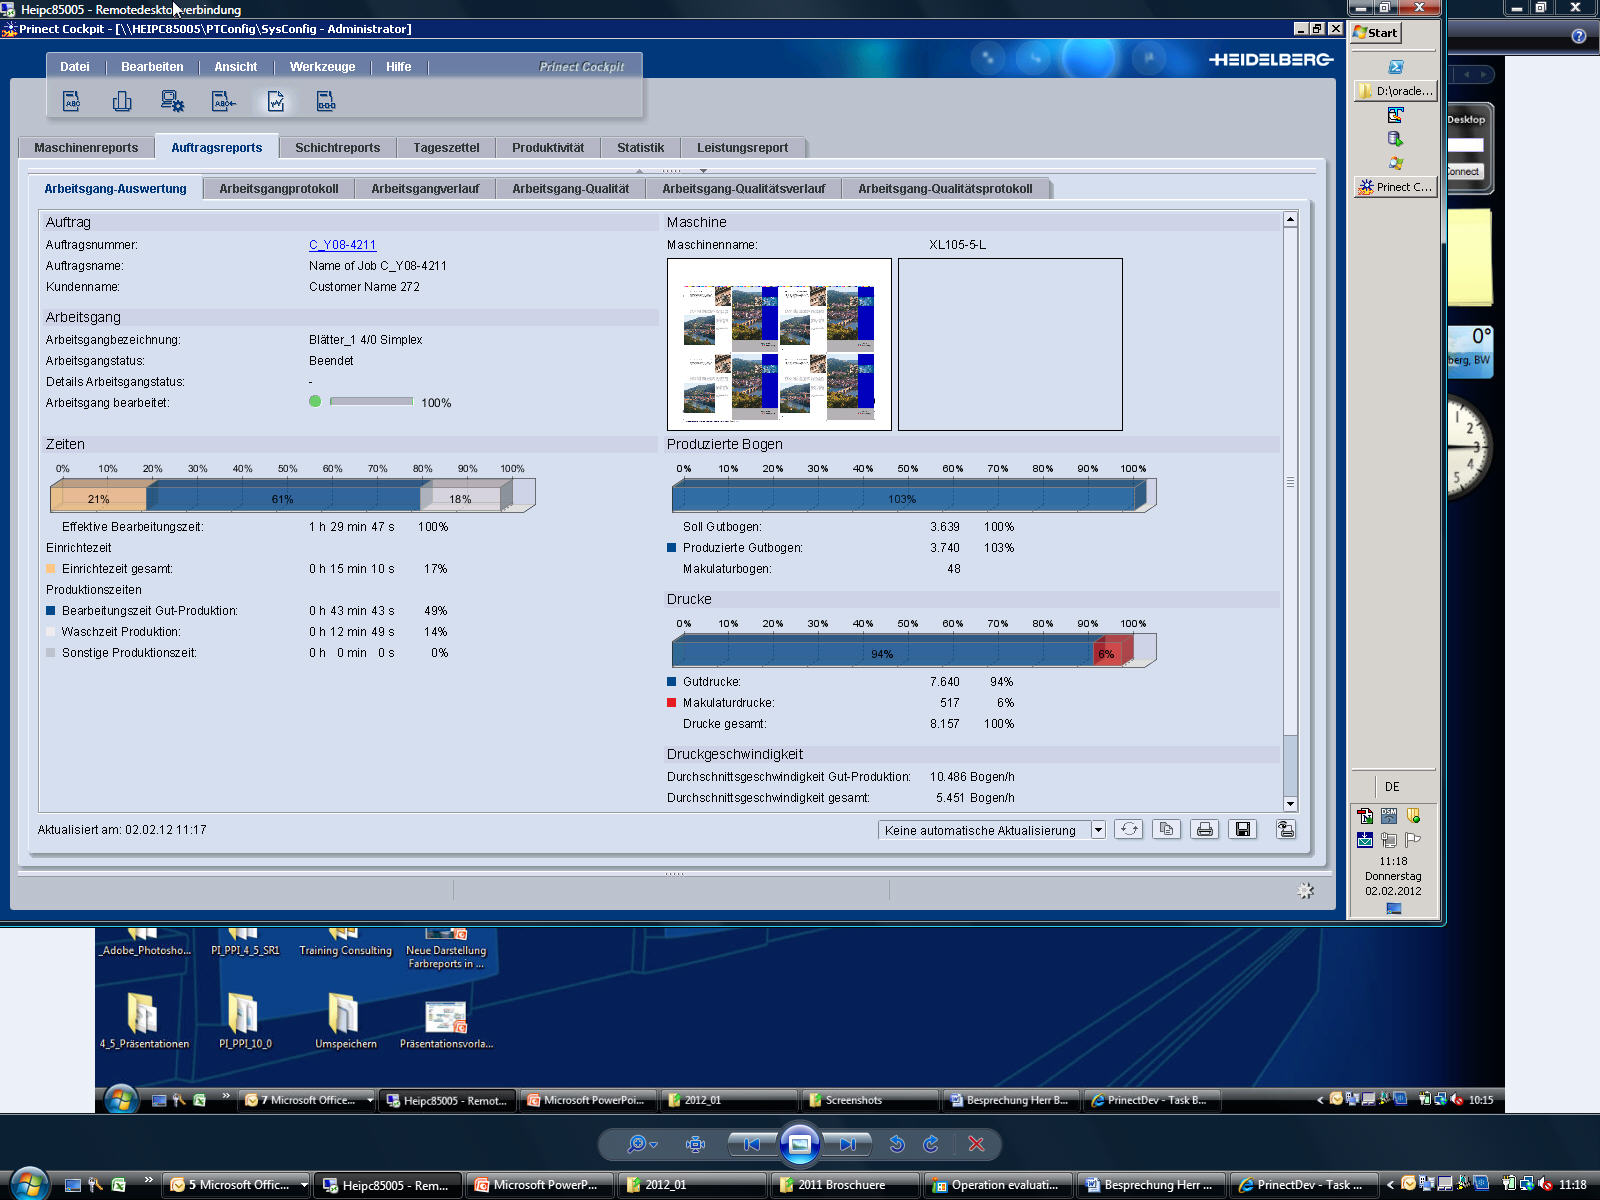 Heipc85005 - Remotedesktopverbindung
Prinect Cockpit - [\\HEIPC85005\PTConfig\SysConfig - Administrator]
Datei Bearbeiten Ansicht Werkzeuge Hilfe Prinect Cockpit
HEIDELBERG
Maschinenreports Auftragsreports Schichtreports Tageszettel Produktivität Statistik Leistungsreport
Arbeitsgang-Auswertung Arbeitsgangprotokoll Arbeitsgangverlauf Arbeitsgang-Qualität Arbeitsgang-Qualitätsverlauf Arbeitsgang-Qualitätsprotokoll
Auftrag
Auftragsnummer: C_Y08-4211
Auftragsname: Name of Job C_Y08-4211
Kundenname: Customer Name 272
Arbeitsgang
Arbeitsgangbezeichnung: Blätter_1 4/0 Simplex
Arbeitsgangstatus: Beendet
Details Arbeitsgangstatus: -
Arbeitsgang bearbeitet: 100%
Zeiten
0% 10% 20% 30% 40% 50% 60% 70% 80% 90% 100%
21% 61% 18%
Effektive Bearbeitungszeit: 1 h 29 min 47 s 100%
Einrichtezeit
Einrichtezeit gesamt: 0 h 15 min 10 s 17%
Produktionszeiten
Bearbeitungszeit Gut-Produktion: 0 h 43 min 43 s 49%
Waschzeit Produktion: 0 h 12 min 49 s 14%
Sonstige Produktionszeit: 0 h 0 min 0 s 0%
Maschine
Maschinenname: XL105-5-L
Produzierte Bogen
0% 10% 20% 30% 40% 50% 60% 70% 80% 90% 100%
103%
Soll Gutbogen: 3.639 100%
Produzierte Gutbogen: 3.740 103%
Makulaturbogen: 48
Drucke
0% 10% 20% 30% 40% 50% 60% 70% 80% 90% 100%
94% 6%
Gutdrucke: 7.640 94%
Makulaturdrucke: 517 6%
Drucke gesamt: 8.157 100%
Druckgeschwindigkeit
Durchschnittsgeschwindigkeit Gut-Produktion: 10.486 Bogen/h
Durchschnittsgeschwindigkeit gesamt: 5.451 Bogen/h
Aktualisiert am: 02.02.12 11:17
Keine automatische Aktualisierung
Start
D:\oracle...
Prinect C...
DE
11:18
Donnerstag
02.02.2012
Desktop
Connect
0°
berg, BW
2
3
4
5
_Adobe_Photosho... PI_PPI_4_5_SR1 Training Consulting Neue Darstellung
Farbreports in ...
4_5_Präsentationen PI_PPI_10_0 Umspeichern Präsentationsvorla...
7 Microsoft Office... Heipc85005 - Remot... Microsoft PowerPoi... 2012_01 Screenshots Besprechung Herr B... PrinectDev - Task B... 10:15
5 Microsoft Offic... Heipc85005 - Rem... Microsoft PowerP... 2012_01 2011 Broschuere Operation evaluati... Besprechung Herr ... PrinectDev - Task ... 11:18